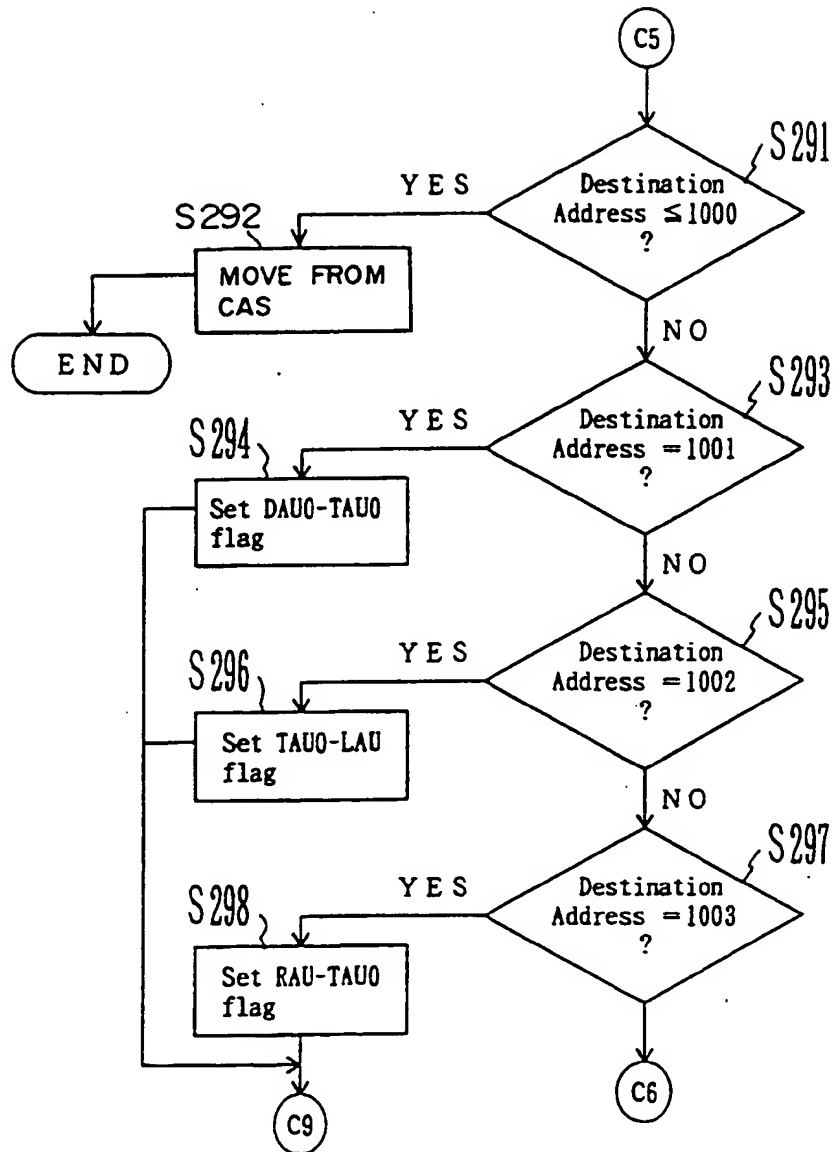 C5
S291
Destination
Address ≤1000
?
YES
S292
MOVE FROM
CAS
END
NO
S293
Destination
Address =1001
?
YES
S294
Set DAU0-TAU0
flag
NO
S295
Destination
Address =1002
?
YES
S296
Set TAU0-LAU
flag
NO
S297
Destination
Address =1003
?
YES
S298
Set RAU-TAU0
flag
C9
C6